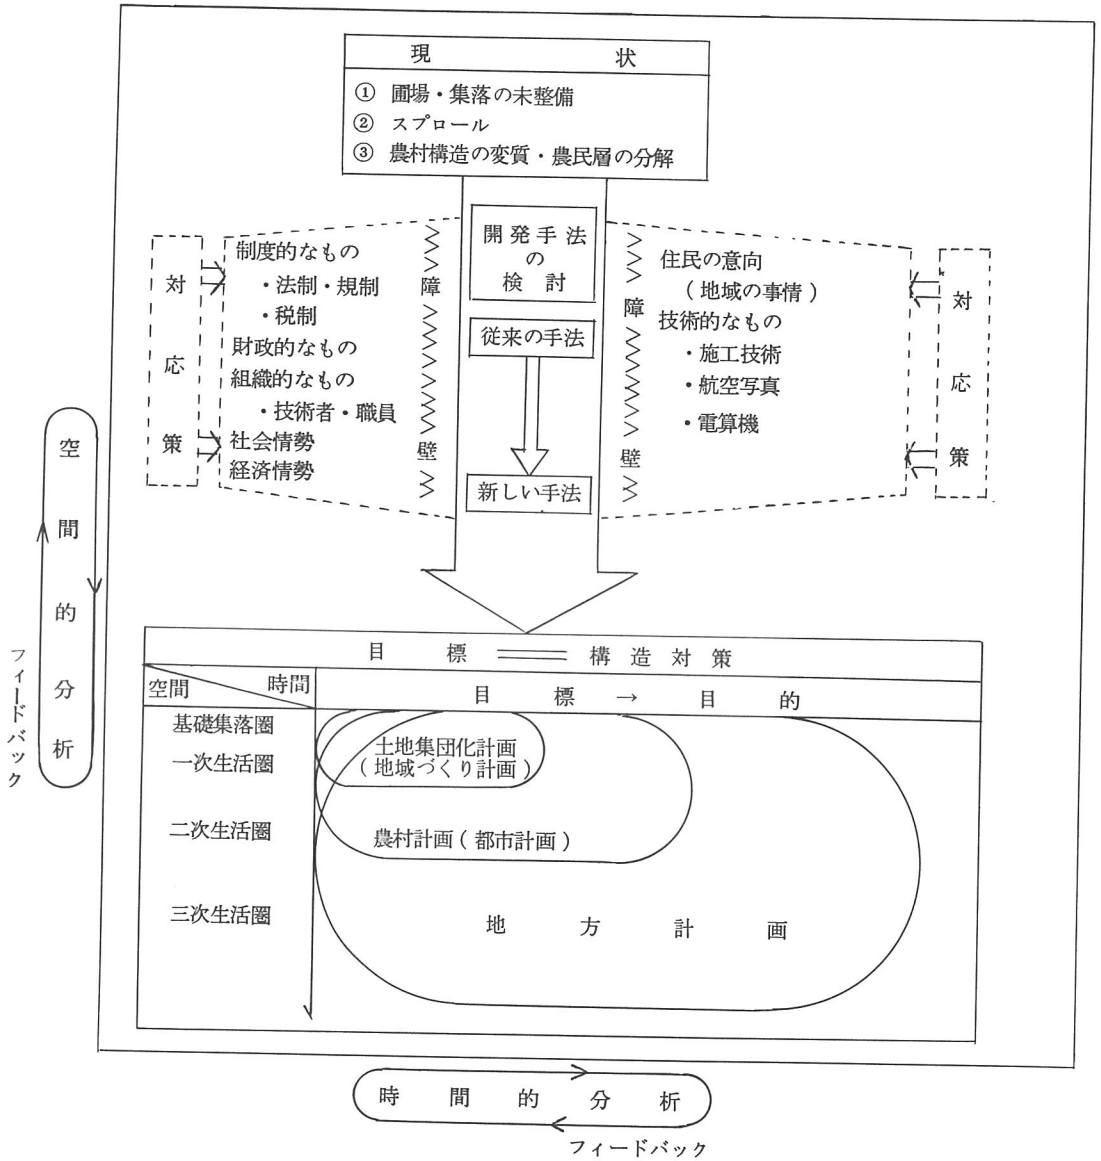 現状
① 圃場・集落の未整備
② スプロール
③ 農村構造の変質・農民層の分解
開発手法
の
検討
従来の手法
新しい手法
対応策
制度的なもの
・法制・規制
・税制
財政的なもの
組織的なもの
・技術者・職員
社会情勢
経済情勢
障壁
障壁
住民の意向
(地域の事情)
技術的なもの
・施工技術
・航空写真
・電算機
対応策
空間的分析
フィードバック
目標 構造対策
空間 時間
目標→目的
基礎集落圏
一次生活圏
二次生活圏
三次生活圏
土地集団化計画
(地域づくり計画)
農村計画(都市計画)
地方計画
時間的分析
フィードバック